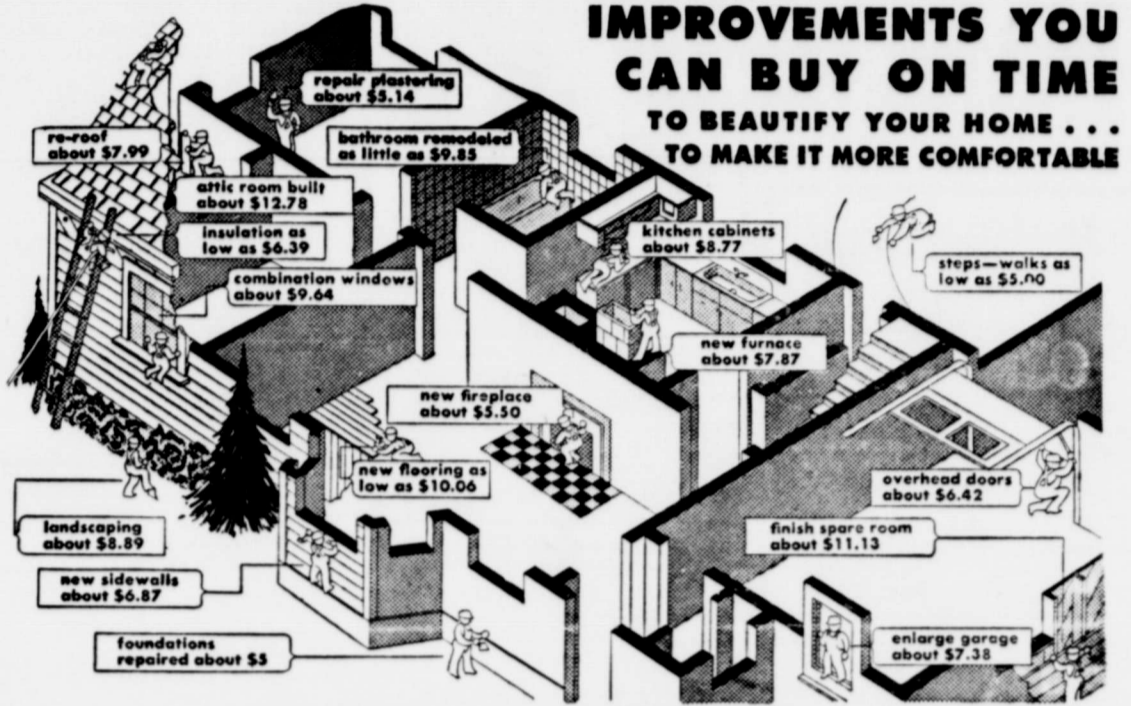 IMPROVEMENTS YOU
CAN BUY ON TIME
TO BEAUTIFY YOUR HOME . . .
TO MAKE IT MORE COMFORTABLE
repair plastering
about $5.14
re-roof
about $7.99
bathroom remodeled
as little as $9.85
attic room built
about $12.78
insulation as
low as $6.39
kitchen cabinets
about $8.77
steps—walks as
low as $5.00
combination windows
about $9.64
new furnace
about $7.87
new fireplace
about $5.50
new flooring as
low as $10.06
overhead doors
about $6.42
landscaping
about $8.89
finish spare room
about $11.13
new sidewalls
about $6.87
foundations
repaired about $5
enlarge garage
about $7.38